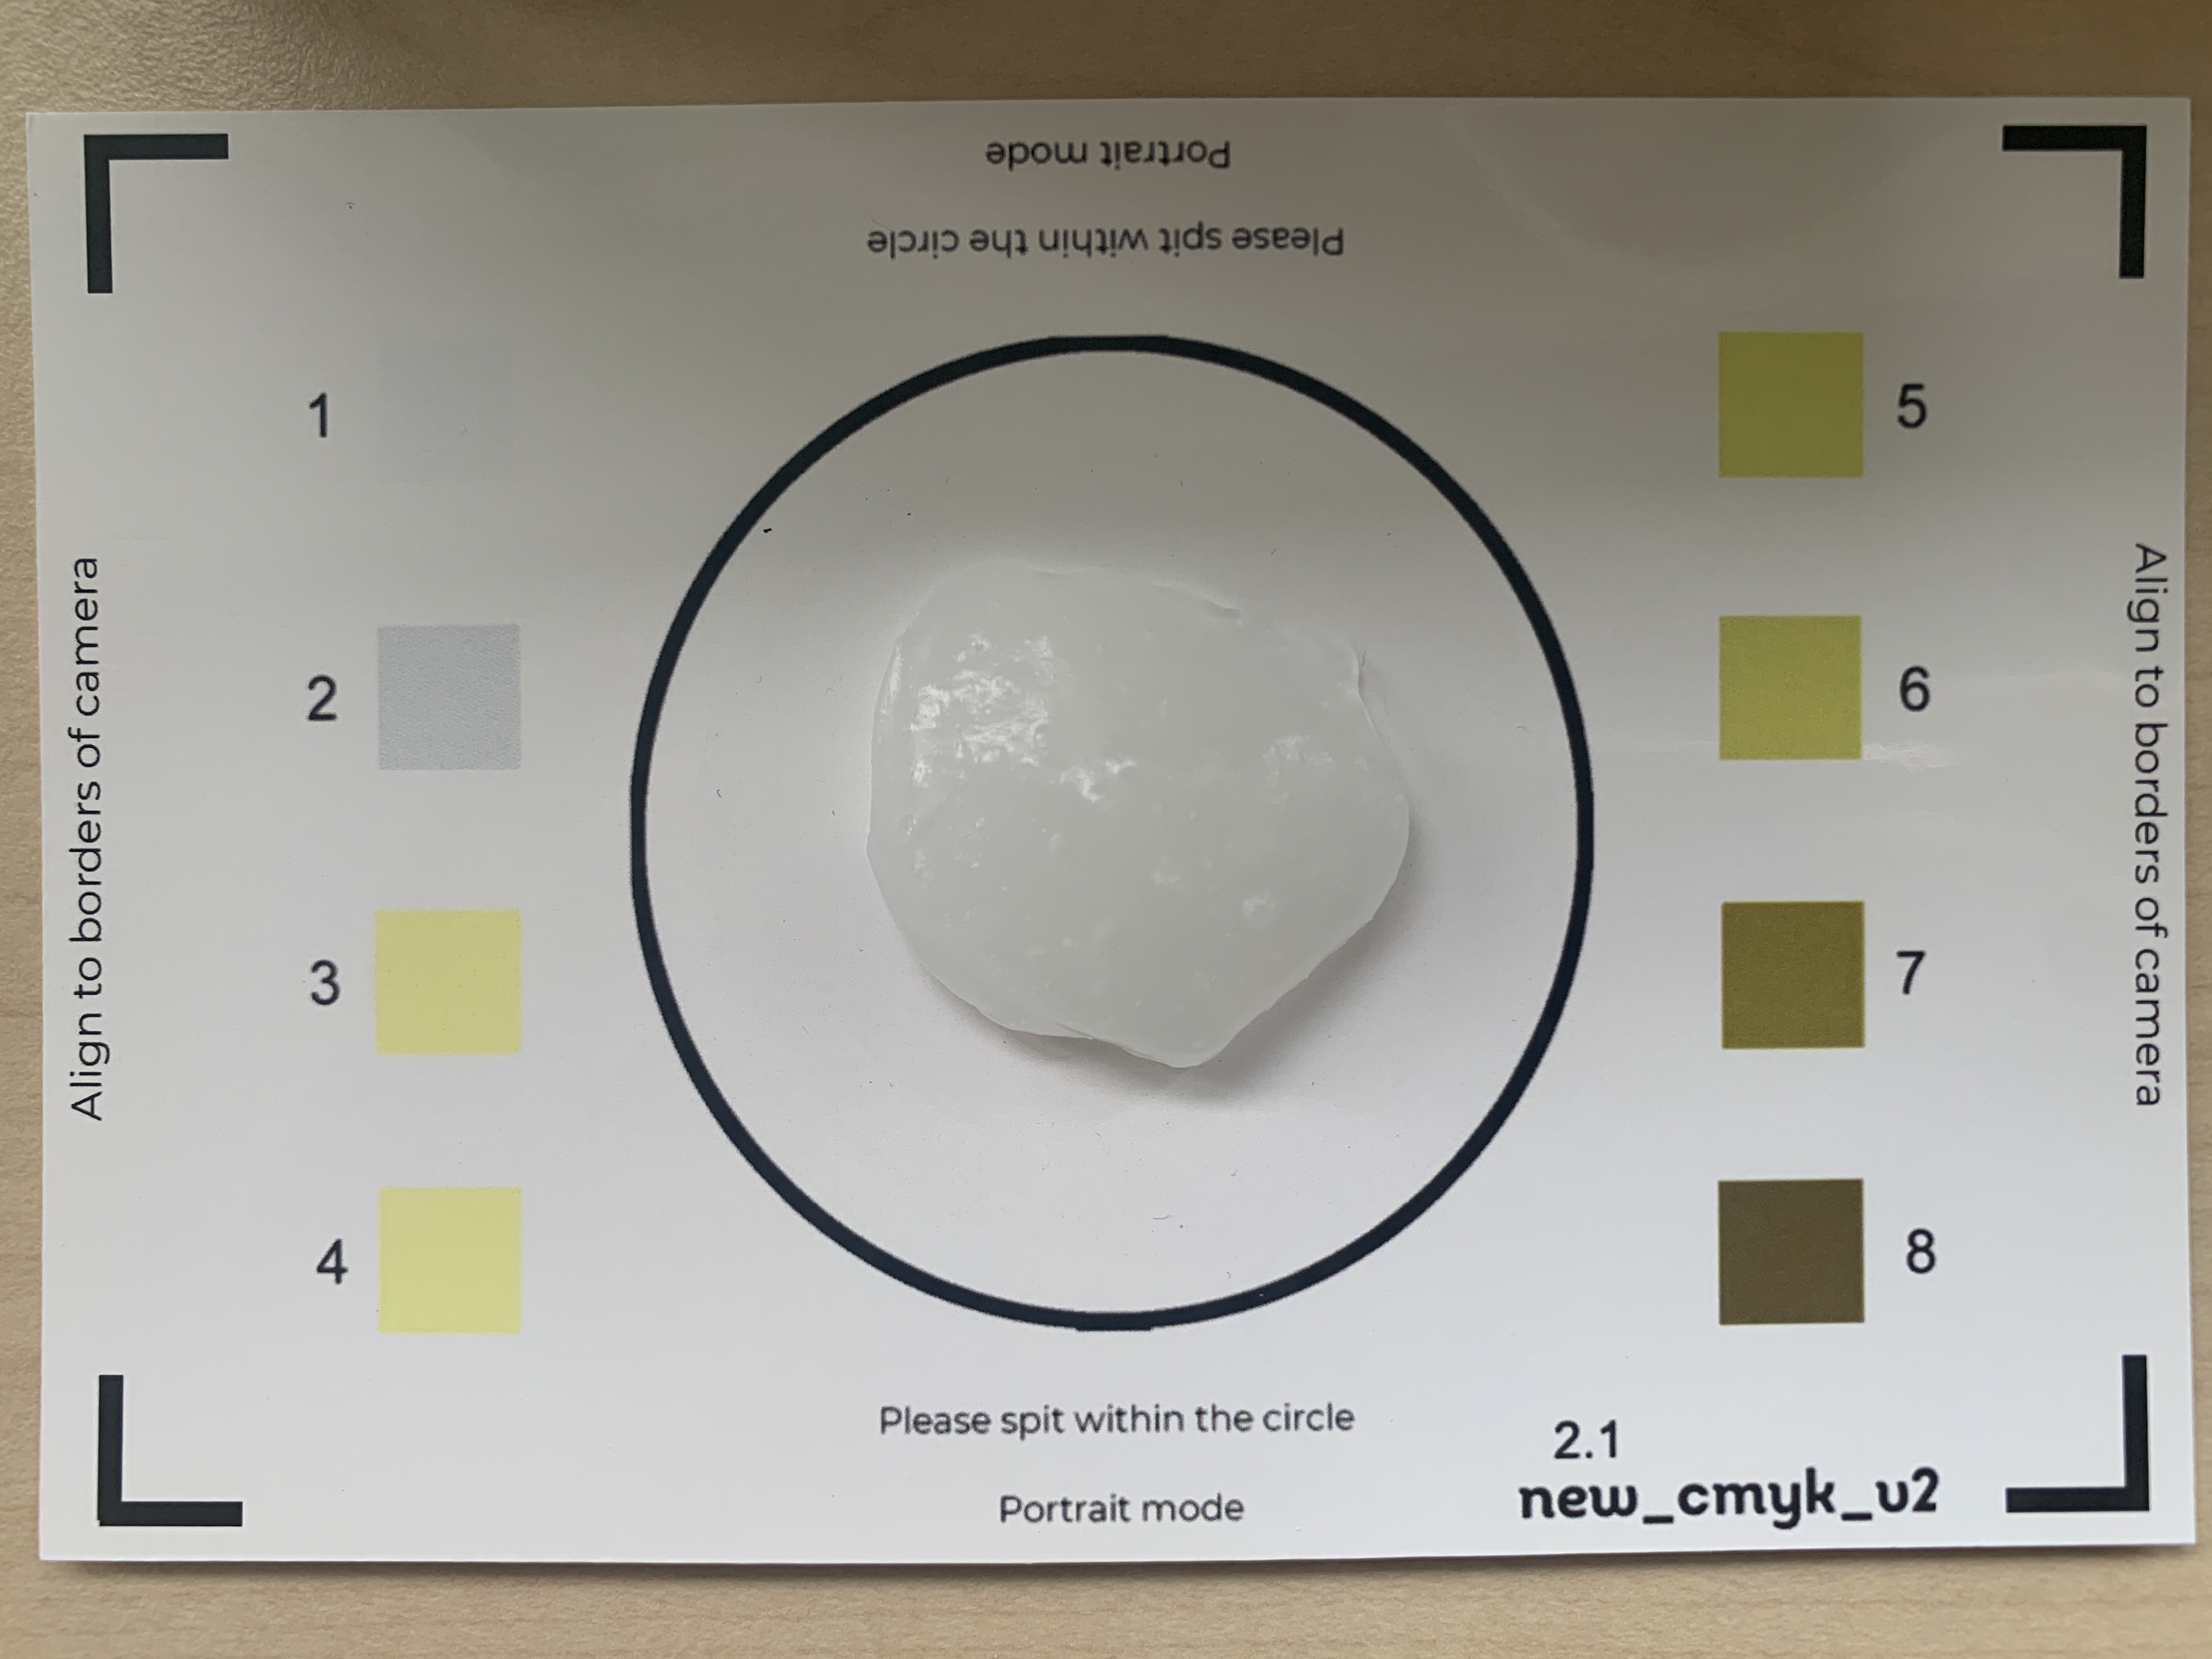 Align to borders of camera
4
3
2
1
Please spit within the circle
Portrait mode
Please spit within the circle
Portrait mode
2.1
new_cmyk_v2
8
7
6
5
Align to borders of camera